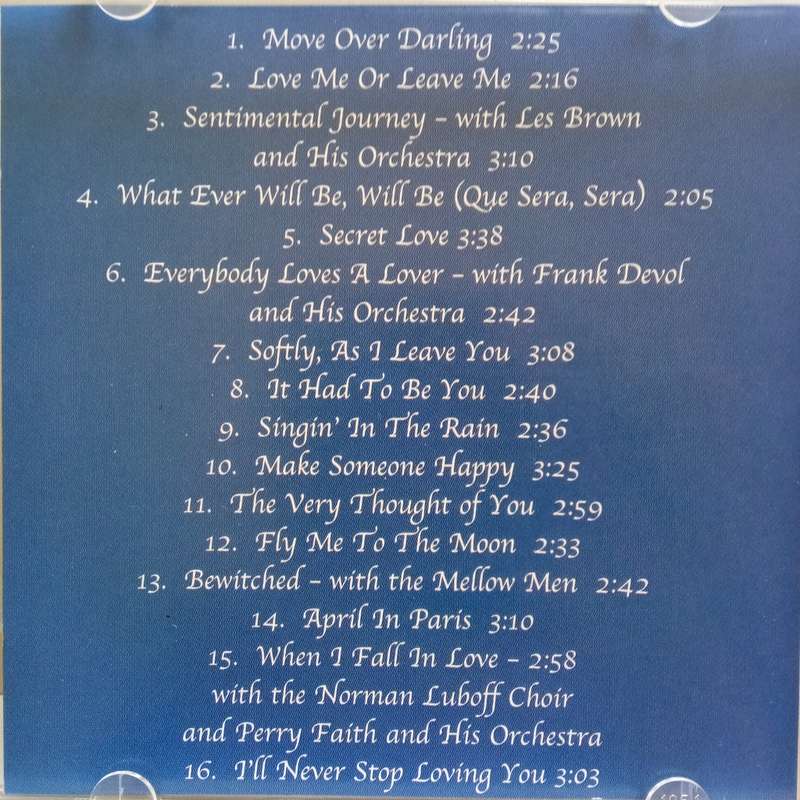 1. Move Over Darling 2:25
2. Love Me Or Leave Me 2:16
3. Sentimental Journey – with Les Brown
and His Orchestra 3:10
4. What Ever Will Be, Will Be (Que Sera, Sera) 2:05
5. Secret Love 3:38
6. Everybody Loves A Lover – with Frank Devol
and His Orchestra 2:42
7. Softly, As I Leave You 3:08
8. It Had To Be You 2:40
9. Singin' In The Rain 2:36
10. Make Someone Happy 3:25
11. The Very Thought of You 2:59
12. Fly Me To The Moon 2:33
13. Bewitched – with the Mellow Men 2:42
14. April In Paris 3:10
15. When I Fall In Love – 2:58
with the Norman Luboff Choir
and Perry Faith and His Orchestra
16. I'll Never Stop Loving You 3:03